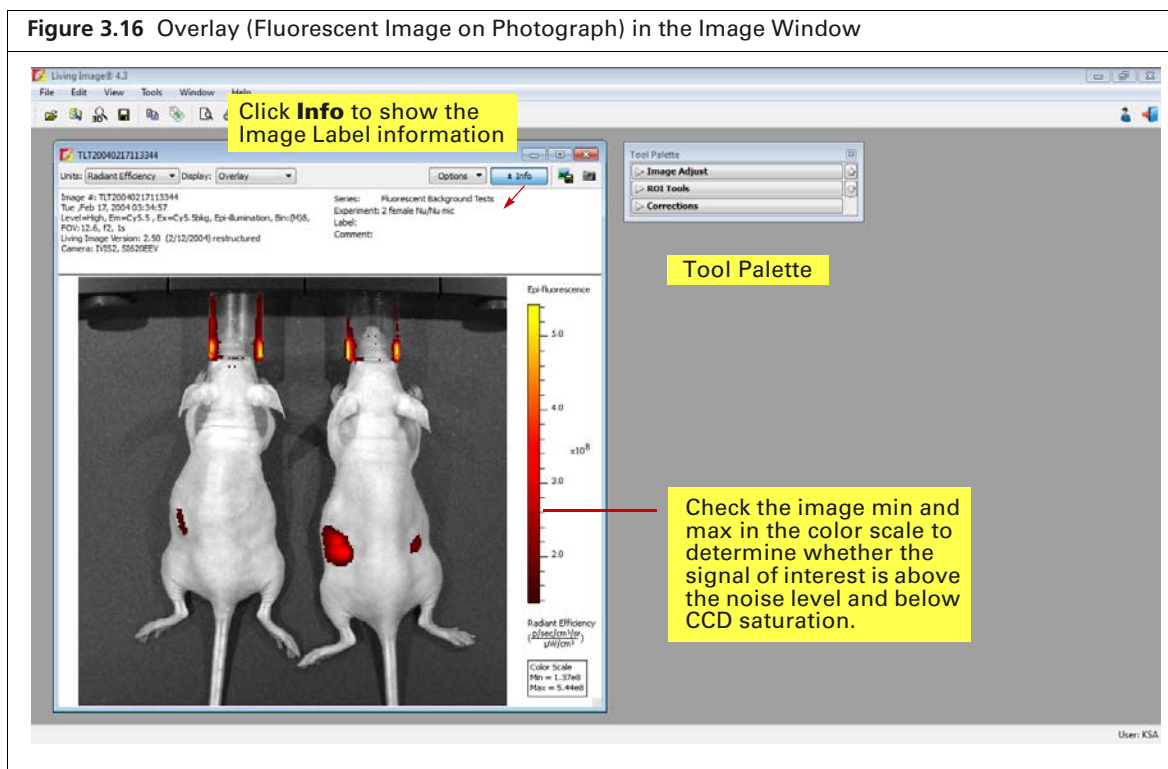 Figure 3.16 Overlay (Fluorescent Image on Photograph) in the Image Window
Living Image® 4.3
File Edit View Tools Window Help
Click Info to show the
Image Label information
TLT20040217113344
Units: Radiant Efficiency Display: Overlay Options Info
Image #: TLT20040217113344
Tue ,Feb 17, 2004 03:34:57
Level=High, Em=Cy5.5 , Ex=Cy5.5bkg, Epi-illumination, Bin:(M)8,
FOV:12.6, f2, 1s
Living Image Version: 2.50 (2/12/2004) restructured
Camera: IVIS2, SI620EEV
Series: Fluorescent Background Tests
Experiment: 2 female Nu/Nu mic
Label:
Comment:
Tool Palette
Image Adjust
ROI Tools
Corrections
Tool Palette
Epi-fluorescence
5.0
4.0
x10⁸
3.0
2.0
Radiant Efficiency
(p/sec/cm²/sr
µW/cm²)
Color Scale
Min = 1.37e8
Max = 5.44e8
Check the image min and
max in the color scale to
determine whether the
signal of interest is above
the noise level and below
CCD saturation.
User: KSA